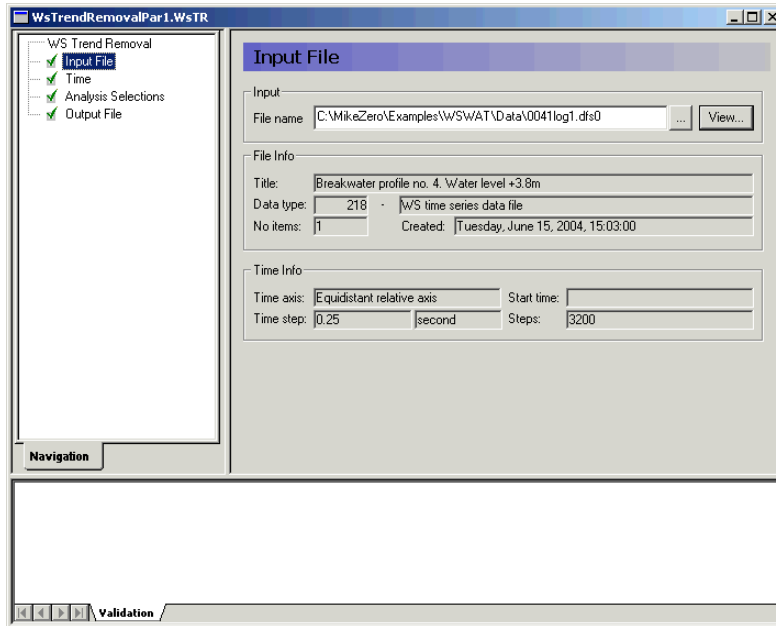 WsTrendRemovalPar1.WsTR
WS Trend Removal
Input File
Time
Analysis Selections
Output File
Navigation
Input File
Input
File name C:\MikeZero\Examples\WSWAT\Data\0041log1.dfs0 ... View...
File Info
Title: Breakwater profile no. 4. Water level +3.8m
Data type: 218 - WS time series data file
No items: 1 Created: Tuesday, June 15, 2004, 15:03:00
Time Info
Time axis: Equidistant relative axis Start time:
Time step: 0.25 second Steps: 3200
Validation